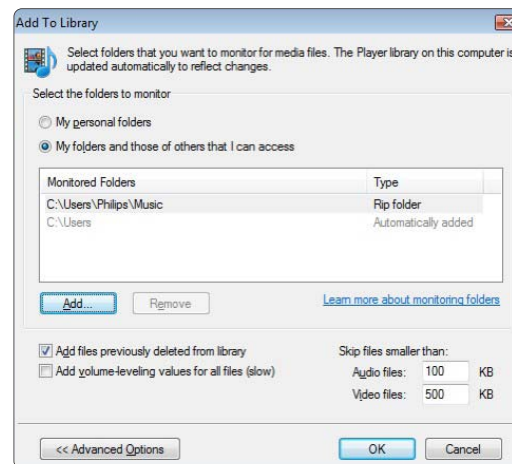 Add To Library
Select folders that you want to monitor for media files. The Player library on this computer is
updated automatically to reflect changes.
Select the folders to monitor
My personal folders
My folders and those of others that I can access
Monitored Folders Type
C:\Users\Philips\Music Rip folder
C:\Users Automatically added
Add... Remove Learn more about monitoring folders
Add files previously deleted from library Skip files smaller than:
Add volume-leveling values for all files (slow) Audio files: 100 KB
Video files: 500 KB
<< Advanced Options OK Cancel